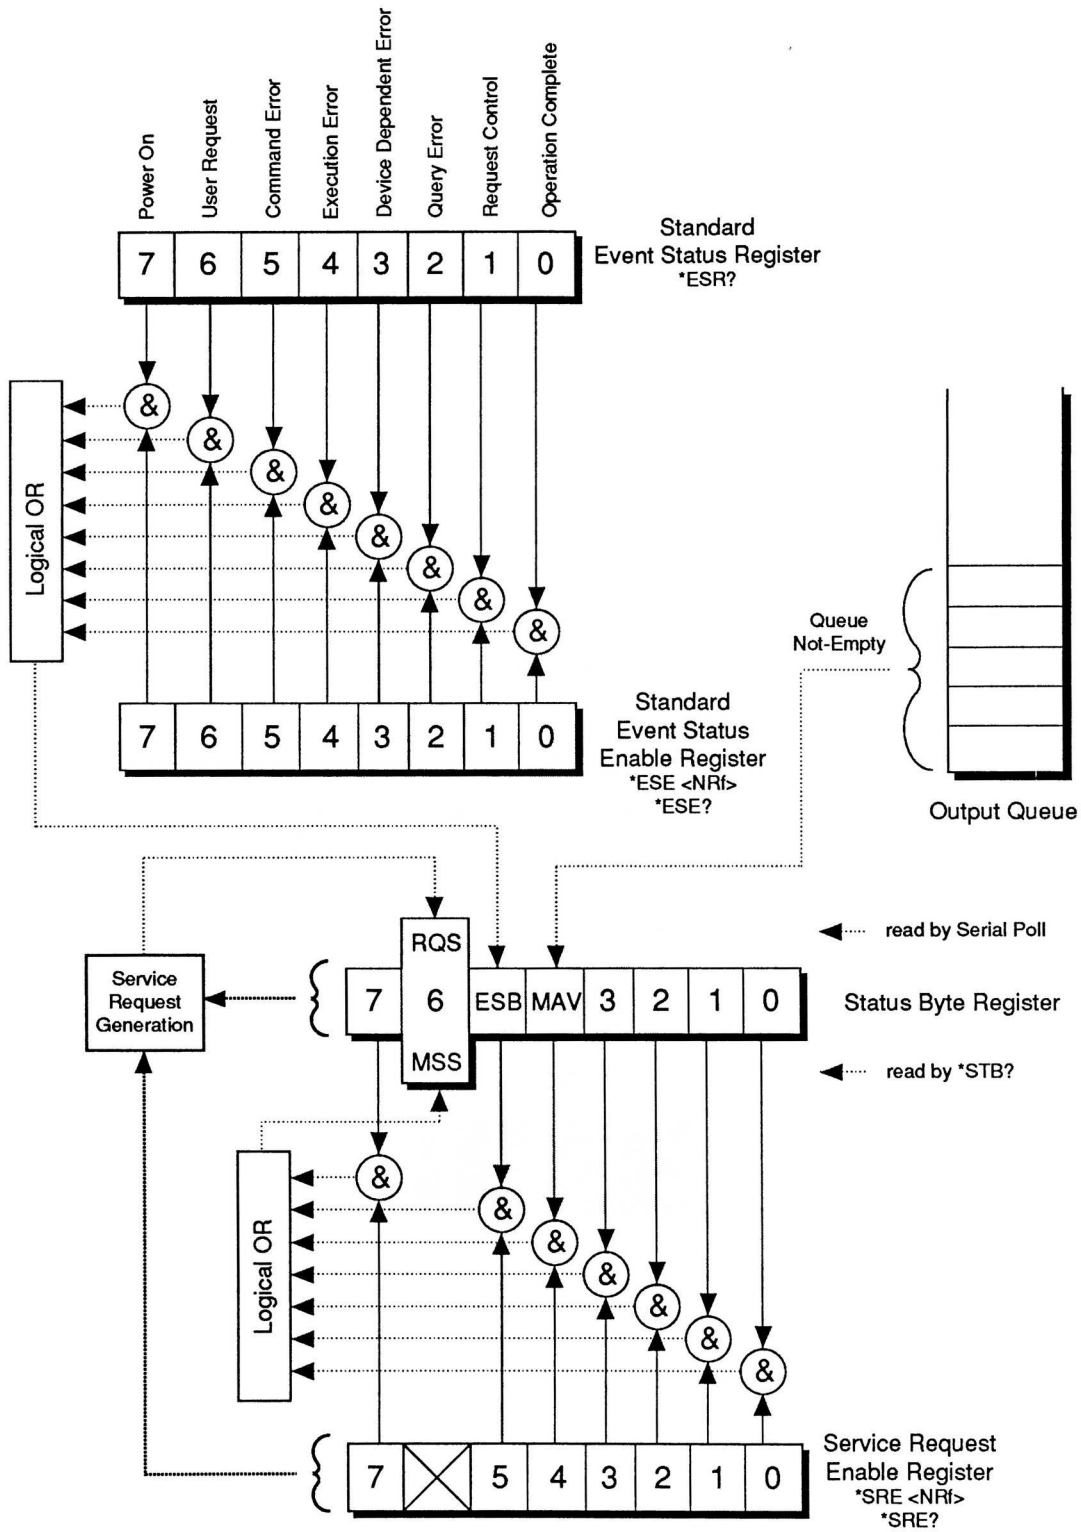 Power On
User Request
Command Error
Execution Error
Device Dependent Error
Query Error
Request Control
Operation Complete
7 6 5 4 3 2 1 0
Standard
Event Status Register
*ESR?
&
&
&
&
&
&
&
&
Logical OR
7 6 5 4 3 2 1 0
Standard
Event Status
Enable Register
*ESE <NRf>
*ESE?
Queue
Not-Empty
Output Queue
RQS
7 6 ESB MAV 3 2 1 0
MSS
Service
Request
Generation
read by Serial Poll
Status Byte Register
read by *STB?
&
&
&
&
&
&
&
Logical OR
7 5 4 3 2 1 0
Service Request
Enable Register
*SRE <NRf>
*SRE?